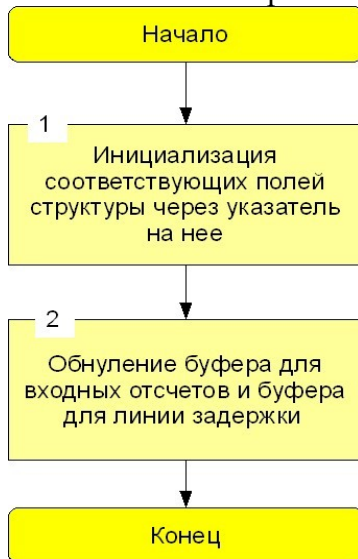 Начало
1
Инициализация
соответствующих полей
структуры через указатель
на нее
2
Обнуление буфера для
входных отсчетов и буфера
для линии задержки
Конец